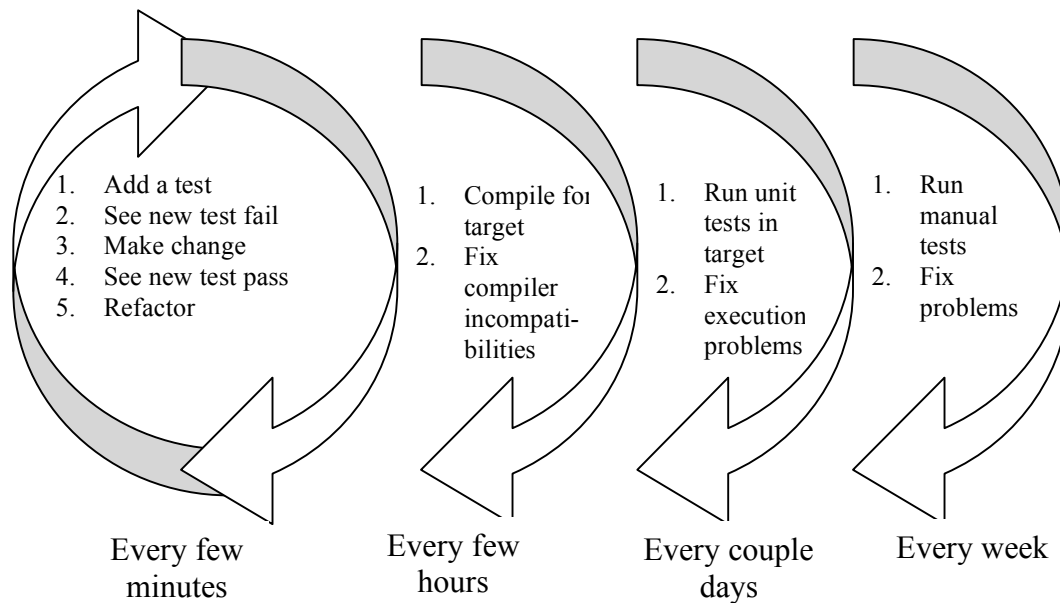 1. Add a test
2. See new test fail
3. Make change
4. See new test pass
5. Refactor
Every few
minutes
1. Compile for
target
2. Fix
compiler
incompati-
bilities
Every few
hours
1. Run unit
tests in
target
2. Fix
execution
problems
Every couple
days
1. Run
manual
tests
2. Fix
problems
Every week